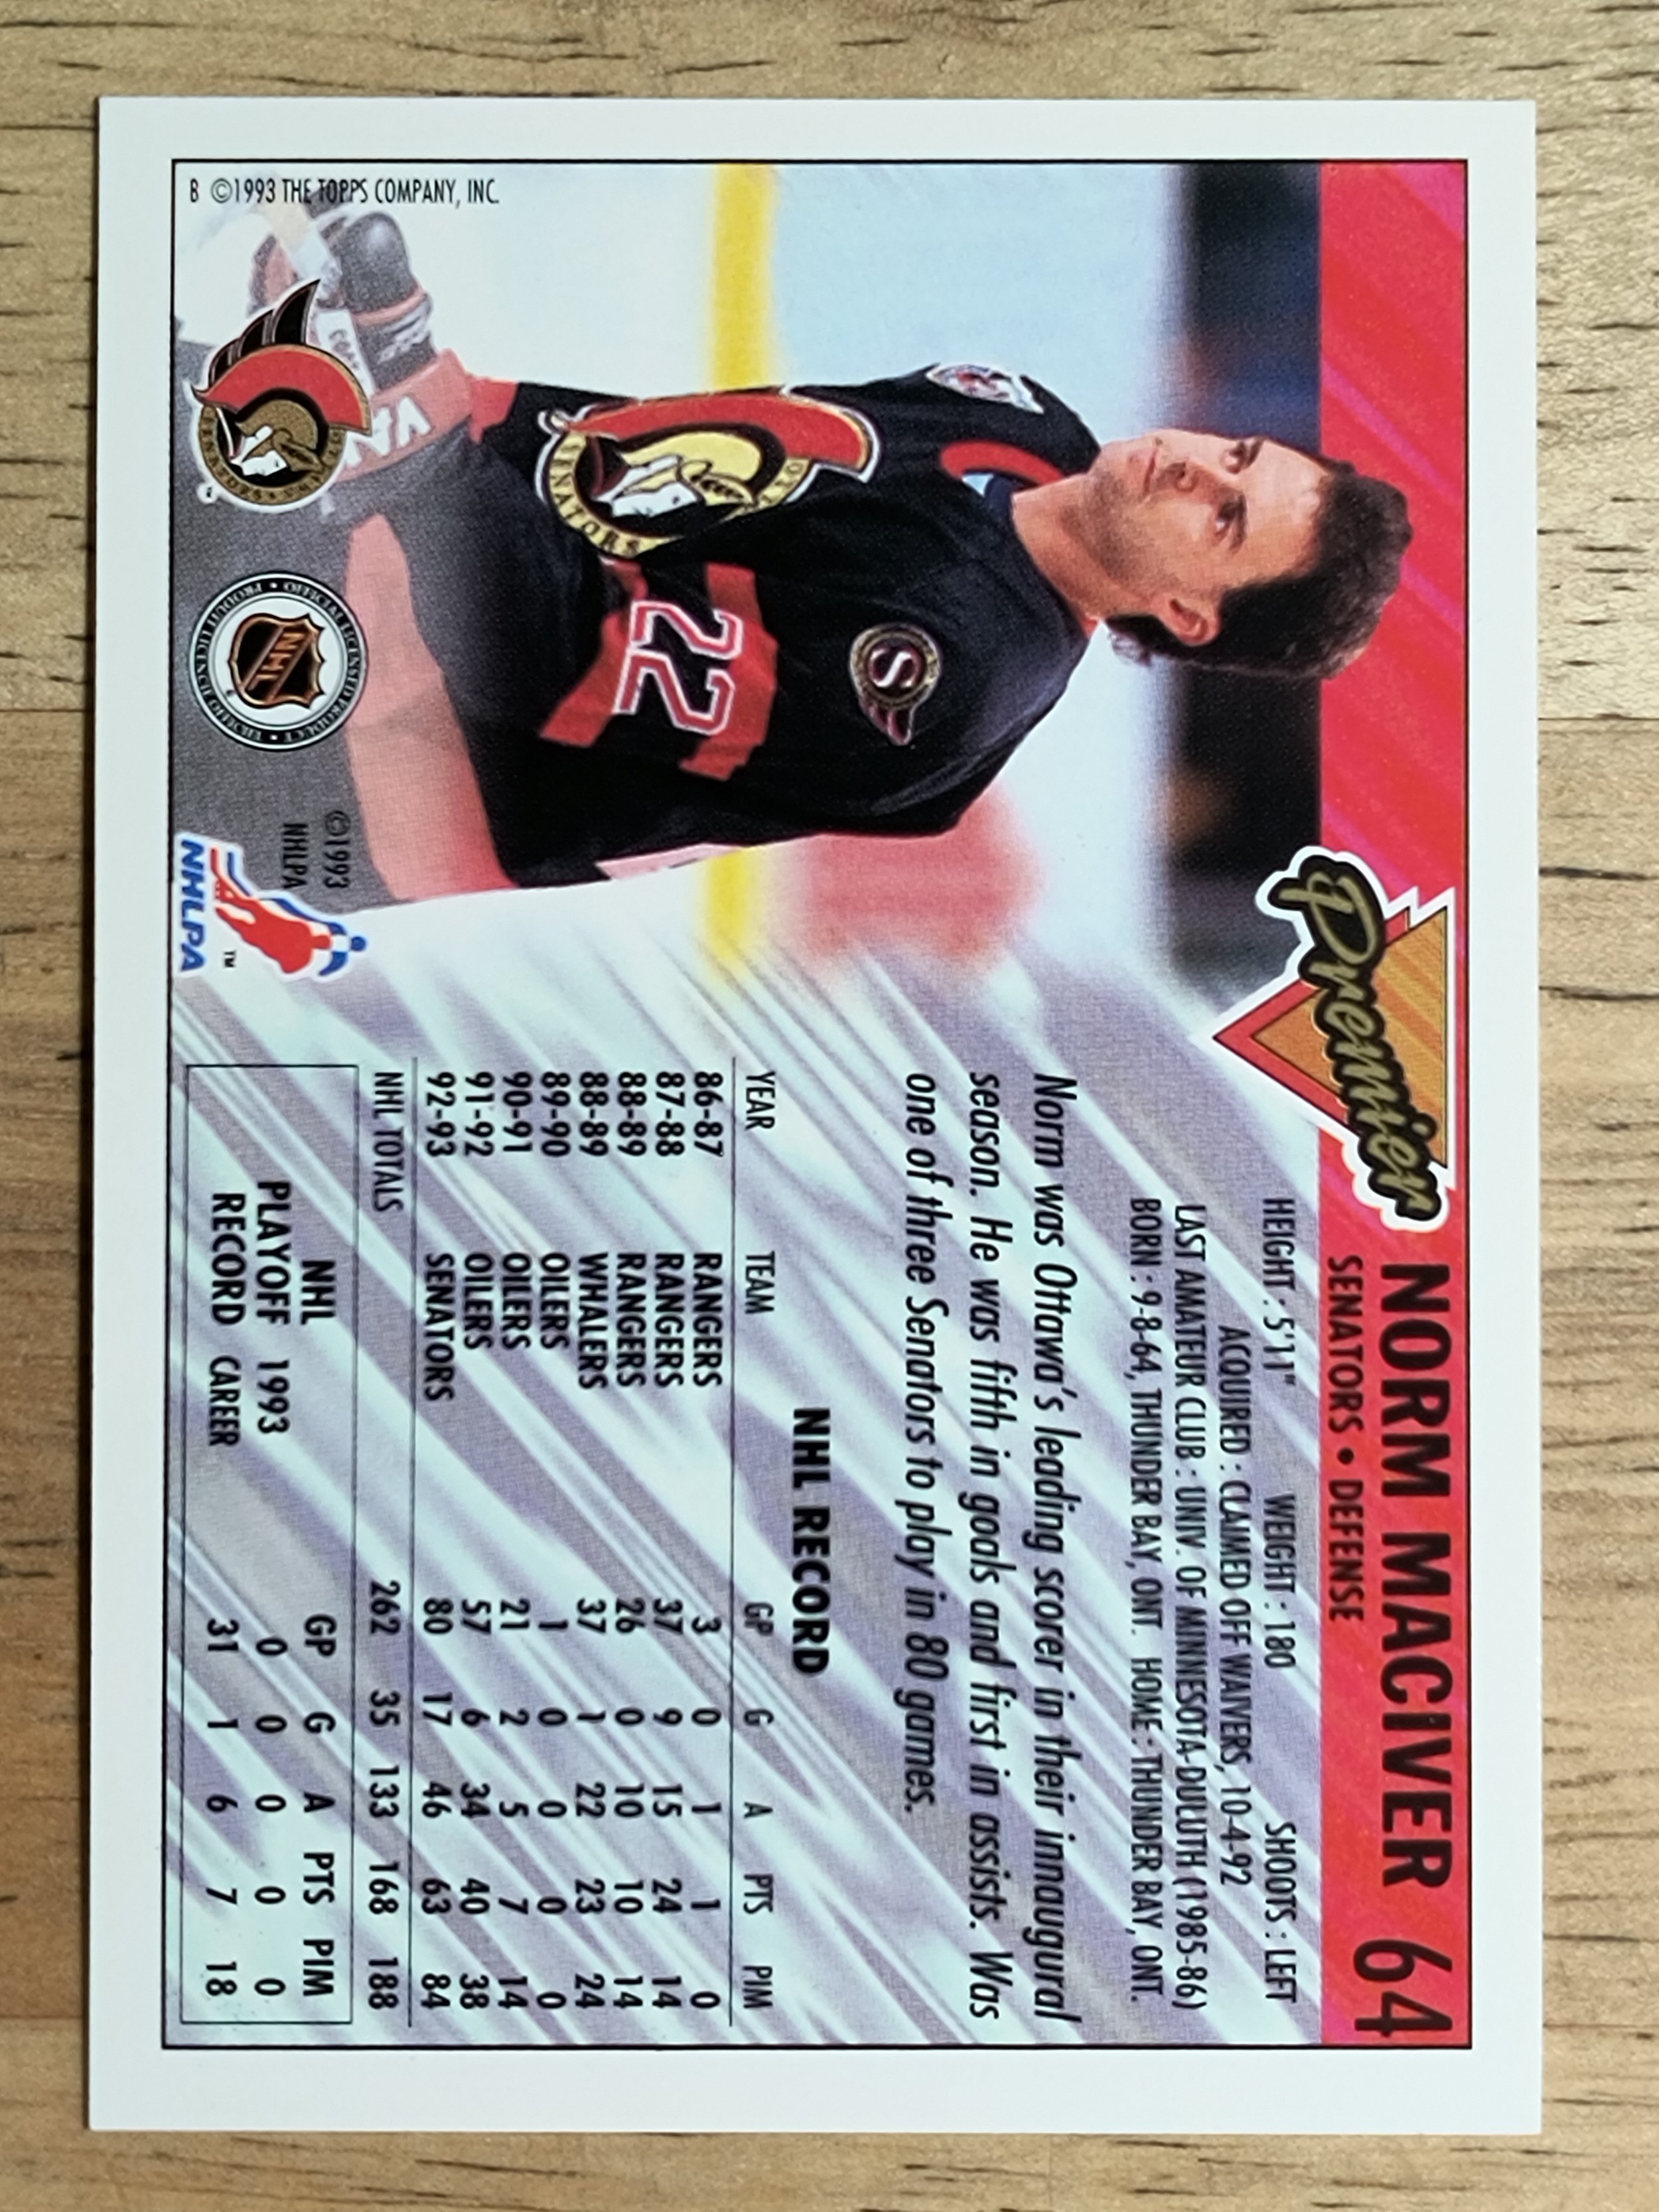 Premier
NORM MACIVER 64
SENATORS • DEFENSE
HEIGHT : 5'11" WEIGHT : 180 SHOOTS : LEFT
ACQUIRED : CLAIMED OFF WAIVERS, 10-4-92
LAST AMATEUR CLUB : UNIV. OF MINNESOTA-DULUTH (1985-86)
BORN : 9-8-64, THUNDER BAY, ONT. HOME : THUNDER BAY, ONT.
Norm was Ottawa's leading scorer in their innaugural
season. He was fifth in goals and first in assists. Was
one of three Senators to play in 80 games.
NHL RECORD
YEAR TEAM GP G A PTS PIM
86-87 RANGERS 3 0 1 1 0
87-88 RANGERS 37 9 15 24 14
88-89 RANGERS 26 0 10 10 14
88-89 WHALERS 37 1 22 23 24
89-90 OILERS 1 0 0 0 0
90-91 OILERS 21 2 5 7 14
91-92 OILERS 57 6 34 40 38
92-93 SENATORS 80 17 46 63 84
NHL TOTALS 262 35 133 168 188
NHL GP G A PTS PIM
PLAYOFF 1993 0 0 0 0 0
RECORD CAREER 31 1 6 7 18
S
22
SENATORS
NHL
©1993
NHLPA
NHLPA ™
B ©1993 THE TOPPS COMPANY, INC.